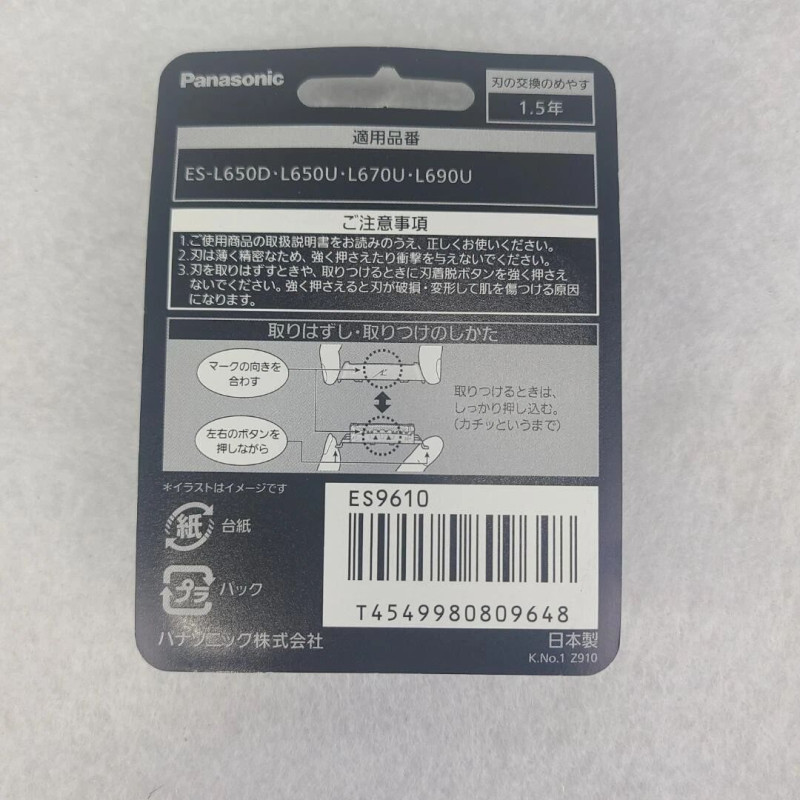 Panasonic
刃の交換のめやす
1.5年
適用品番
ES-L650D・L650U・L670U・L690U
ご注意事項
1.ご使用商品の取扱説明書をお読みのうえ、正しくお使いください。
2.刃は薄く精密なため、強く押さえたり衝撃を与えないでください。
3.刃を取りはずすときや、取りつけるときに刃着脱ボタンを強く押さえ
ないでください。強く押さえると刃が破損・変形して肌を傷つける原因
になります。
取りはずし・取りつけのしかた
マークの向きを
合わす
取りつけるときは、
しっかり押し込む。
(カチッというまで)
左右のボタンを
押しながら
*イラストはイメージです
ES9610
紙
台紙
プラ
パック
T4549980809648
パナソニック株式会社
日本製
K.No.1 Z910